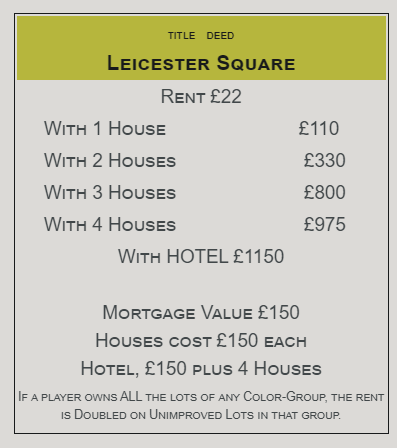 TITLE DEED
LEICESTER SQUARE
RENT £22
WITH 1 HOUSE £110
WITH 2 HOUSES £330
WITH 3 HOUSES £800
WITH 4 HOUSES £975
WITH HOTEL £1150
MORTGAGE VALUE £150
HOUSES COST £150 EACH
HOTEL, £150 PLUS 4 HOUSES
IF A PLAYER OWNS ALL THE LOTS OF ANY COLOR-GROUP, THE RENT
IS DOUBLED ON UNIMPROVED LOTS IN THAT GROUP.